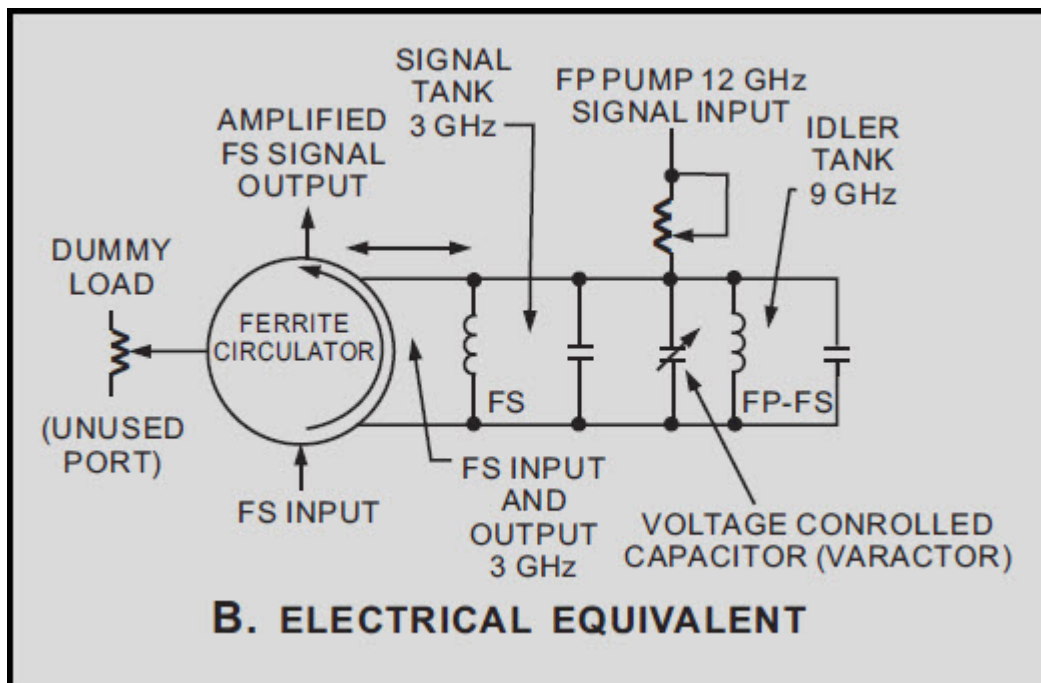 SIGNAL
TANK
3 GHz
FP PUMP 12 GHz
SIGNAL INPUT
IDLER
TANK
9 GHz
AMPLIFIED
FS SIGNAL
OUTPUT
DUMMY
LOAD
FERRITE
CIRCULATOR
FS
FP-FS
(UNUSED
PORT)
FS INPUT
FS INPUT
AND
OUTPUT
3 GHz
VOLTAGE CONROLLED
CAPACITOR (VARACTOR)
B. ELECTRICAL EQUIVALENT